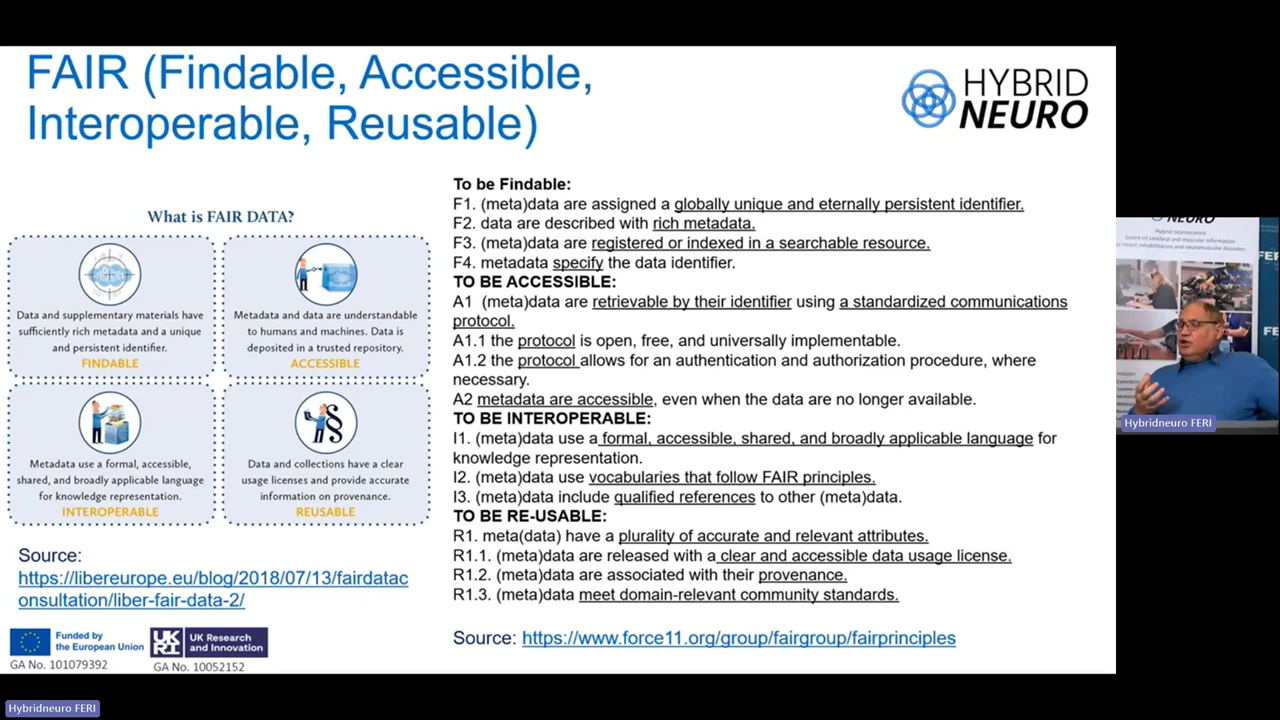 FAIR (Findable, Accessible,
Interoperable, Reusable)
HYBRID
NEURO
What is FAIR DATA?
Data and supplementary materials have
sufficiently rich metadata and a unique
and persistent identifier.
FINDABLE
Metadata and data are understandable
to humans and machines. Data is
deposited in a trusted repository.
ACCESSIBLE
Metadata use a formal, accessible,
shared, and broadly applicable language
for knowledge representation.
INTEROPERABLE
Data and collections have a clear
usage licenses and provide accurate
information on provenance.
REUSABLE
Source:
https://libereurope.eu/blog/2018/07/13/fairdatac
onsultation/liber-fair-data-2/
Funded by
the European Union
GA No. 101079392
UK
RI
UK Research
and Innovation
GA No. 10052152
To be Findable:
F1. (meta)data are assigned a globally unique and eternally persistent identifier.
F2. data are described with rich metadata.
F3. (meta)data are registered or indexed in a searchable resource.
F4. metadata specify the data identifier.
TO BE ACCESSIBLE:
A1 (meta)data are retrievable by their identifier using a standardized communications
protocol.
A1.1 the protocol is open, free, and universally implementable.
A1.2 the protocol allows for an authentication and authorization procedure, where
necessary.
A2 metadata are accessible, even when the data are no longer available.
TO BE INTEROPERABLE:
I1. (meta)data use a formal, accessible, shared, and broadly applicable language for
knowledge representation.
I2. (meta)data use vocabularies that follow FAIR principles.
I3. (meta)data include qualified references to other (meta)data.
TO BE RE-USABLE:
R1. meta(data) have a plurality of accurate and relevant attributes.
R1.1. (meta)data are released with a clear and accessible data usage license.
R1.2. (meta)data are associated with their provenance.
R1.3. (meta)data meet domain-relevant community standards.
Source: https://www.force11.org/group/fairgroup/fairprinciples
NEURO
Hybrid neuroscience
Hybridneuro FERI
Hybridneuro FERI